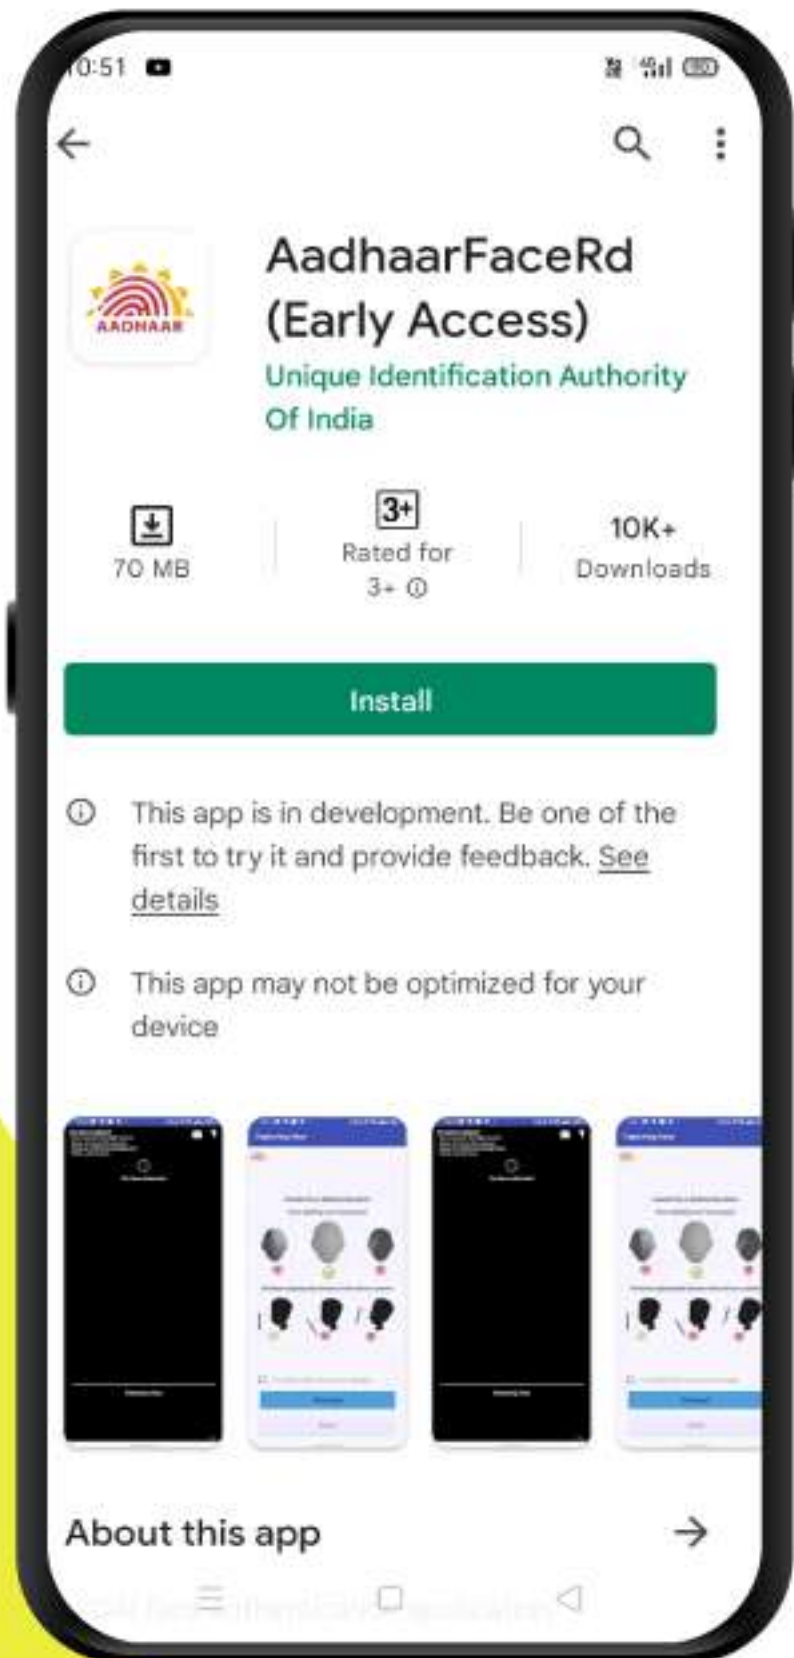 10:51
AADHAAR
AadhaarFaceRd
(Early Access)
Unique Identification Authority
Of India
3+
70 MB
Rated for
3+
10K+
Downloads
Install
This app is in development. Be one of the
first to try it and provide feedback. See
details
This app may not be optimized for your
device
About this app